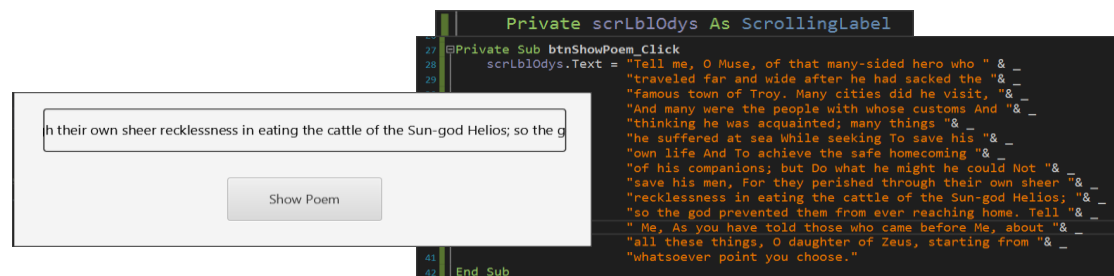 Private scrLblOdys As ScrollingLabel
27 Private Sub btnShowPoem_Click
28 scrLblOdys.Text = "Tell me, O Muse, of that many-sided hero who " & _
29 "traveled far and wide after he had sacked the "& _
"famous town of Troy. Many cities did he visit, "& _
"And many were the people with whose customs And "& _
"thinking he was acquainted; many things "& _
"he suffered at sea While seeking To save his "& _
"own life And To achieve the safe homecoming "& _
"of his companions; but Do what he might he could Not "& _
"save his men, For they perished through their own sheer "& _
"recklessness in eating the cattle of the Sun-god Helios; "& _
"so the god prevented them from ever reaching home. Tell "& _
" Me, As you have told those who came before Me, about "& _
"all these things, O daughter of Zeus, starting from "& _
41 "whatsoever point you choose."
42 End Sub
h their own sheer recklessness in eating the cattle of the Sun-god Helios; so the g
Show Poem